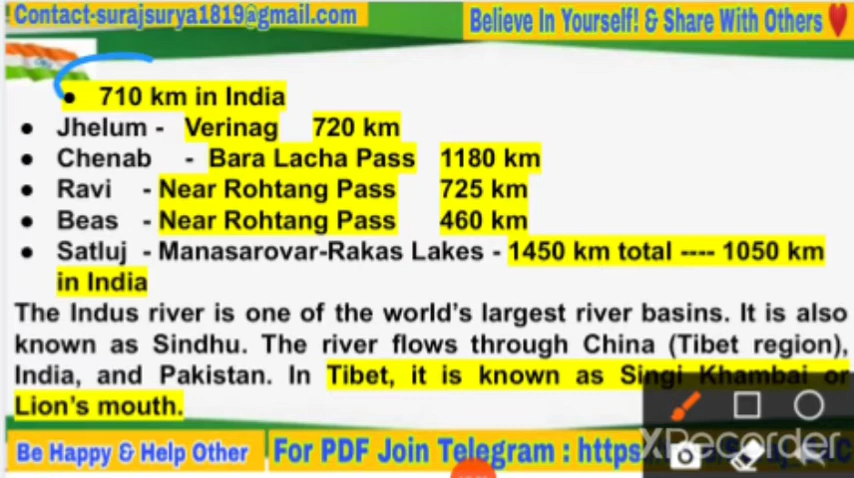 Contact-surajsurya1819@gmail.com
Believe In Yourself! & Share With Others
• 710 km in India
• Jhelum - Verinag 720 km
• Chenab - Bara Lacha Pass 1180 km
• Ravi - Near Rohtang Pass 725 km
• Beas - Near Rohtang Pass 460 km
• Satluj - Manasarovar-Rakas Lakes - 1450 km total ---- 1050 km
in India
The Indus river is one of the world's largest river basins. It is also
known as Sindhu. The river flows through China (Tibet region),
India, and Pakistan. In Tibet, it is known as Singi Khambai or
Lion's mouth.
XRecorder
Be Happy & Help Other
For PDF Join Telegram : https